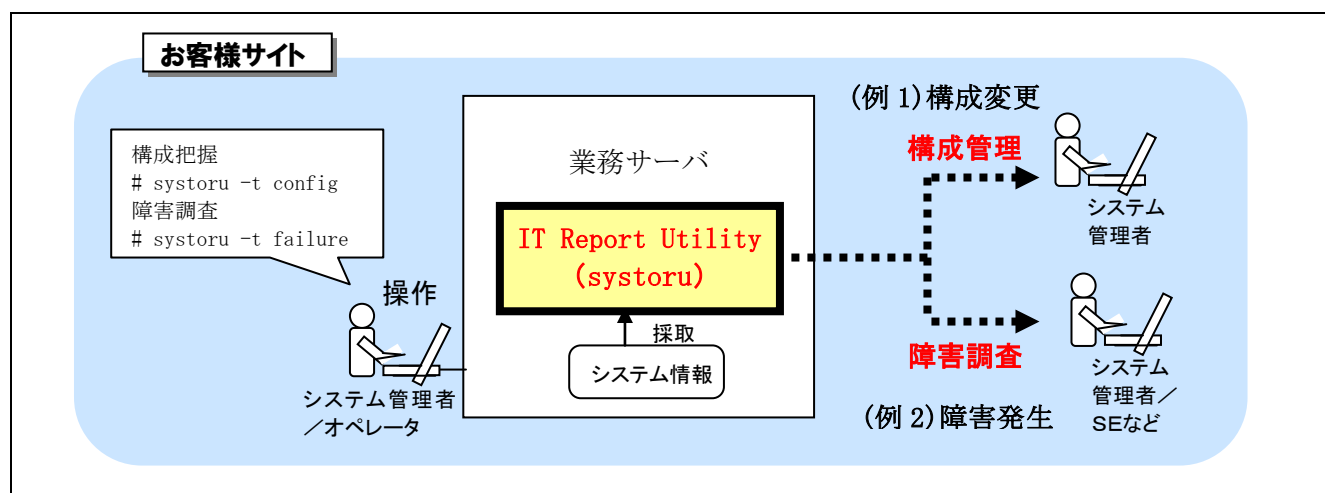 お客様サイト
構成把握
# systoru -t config
障害調査
# systoru -t failure
操作
システム管理者
／オペレータ
業務サーバ
IT Report Utility
(systoru)
採取
システム情報
(例 1)構成変更
構成管理
システム
管理者
障害調査
(例 2)障害発生
システム
管理者／
SEなど